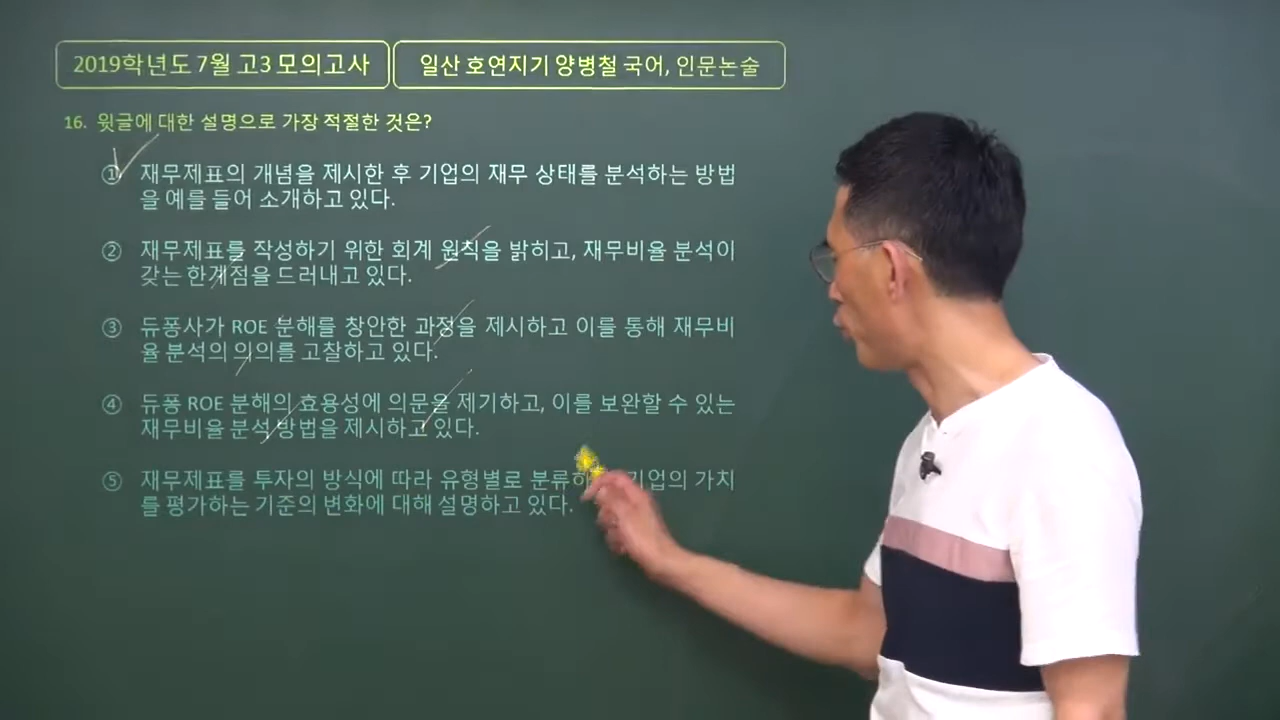 2019학년도 7월 고3 모의고사
일산 호연지기 양병철 국어, 인문논술
16. 윗글에 대한 설명으로 가장 적절한 것은?
① 재무제표의 개념을 제시한 후 기업의 재무 상태를 분석하는 방법
을 예를 들어 소개하고 있다.
② 재무제표를 작성하기 위한 회계 원칙을 밝히고, 재무비율 분석이
갖는 한계점을 드러내고 있다.
③ 듀퐁사가 ROE 분해를 창안한 과정을 제시하고 이를 통해 재무비
율 분석의 의의를 고찰하고 있다.
④ 듀퐁 ROE 분해의 효용성에 의문을 제기하고, 이를 보완할 수 있는
재무비율 분석 방법을 제시하고 있다.
⑤ 재무제표를 투자의 방식에 따라 유형별로 기업의 가치
를 평가하는 기준의 변화에 대해 설명하고 있다.